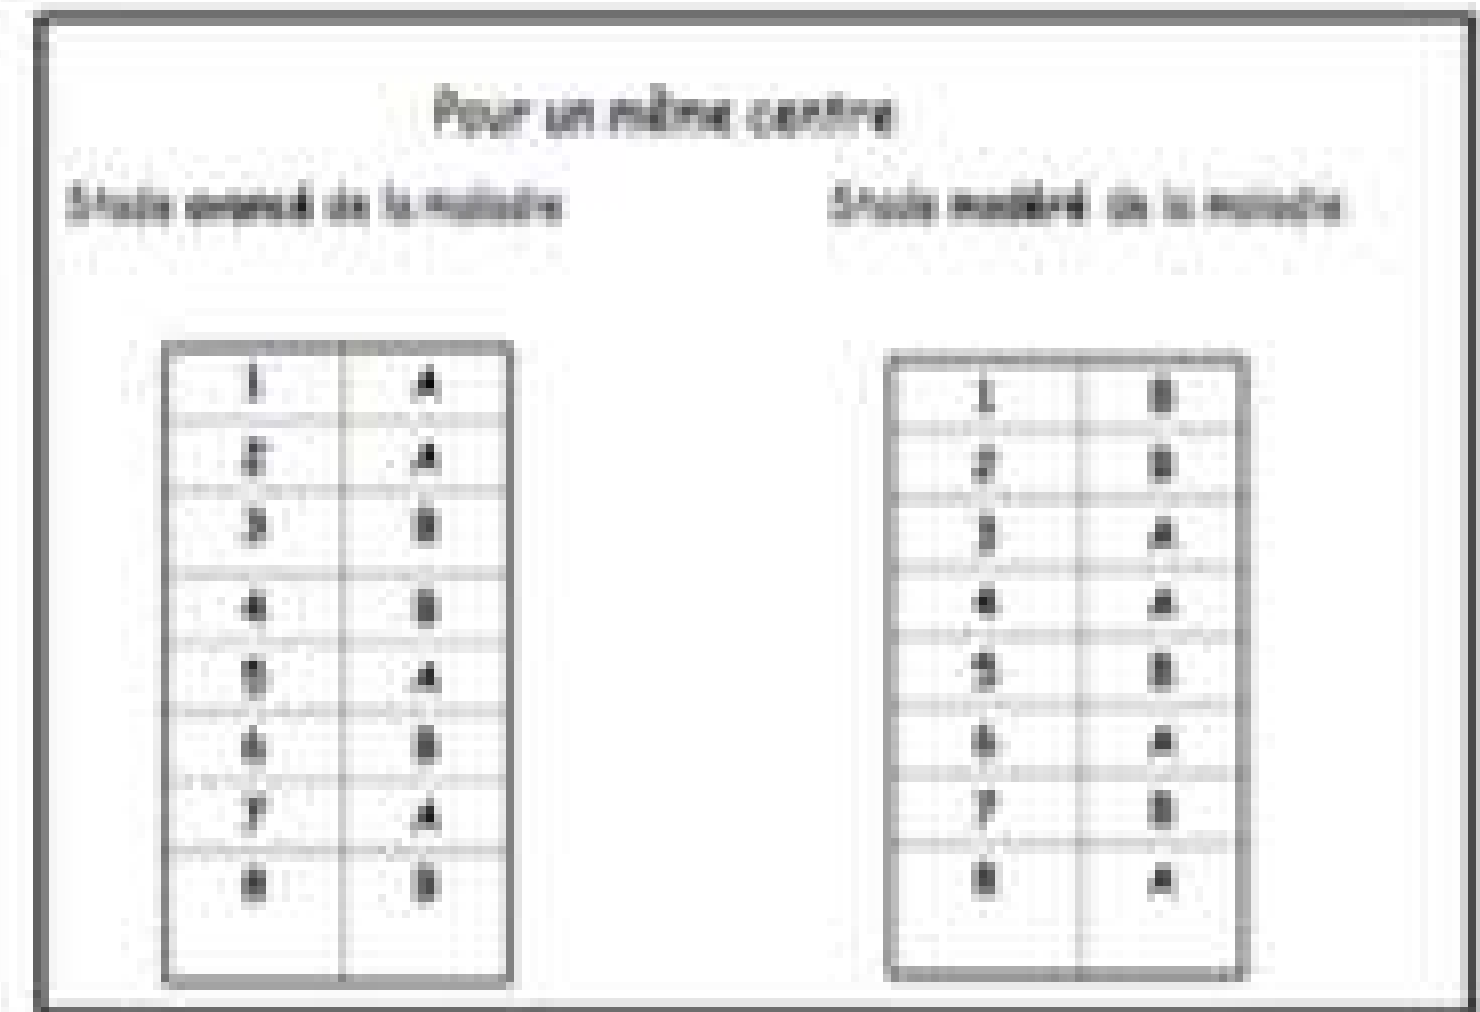 Pour un même centre
Stade avancé de la maladie
Stade modéré de la maladie
1 A
2 A
3 B
4 B
5 A
6 B
7 A
8 B
1 B
2 B
3 A
4 A
5 B
6 A
7 B
8 A